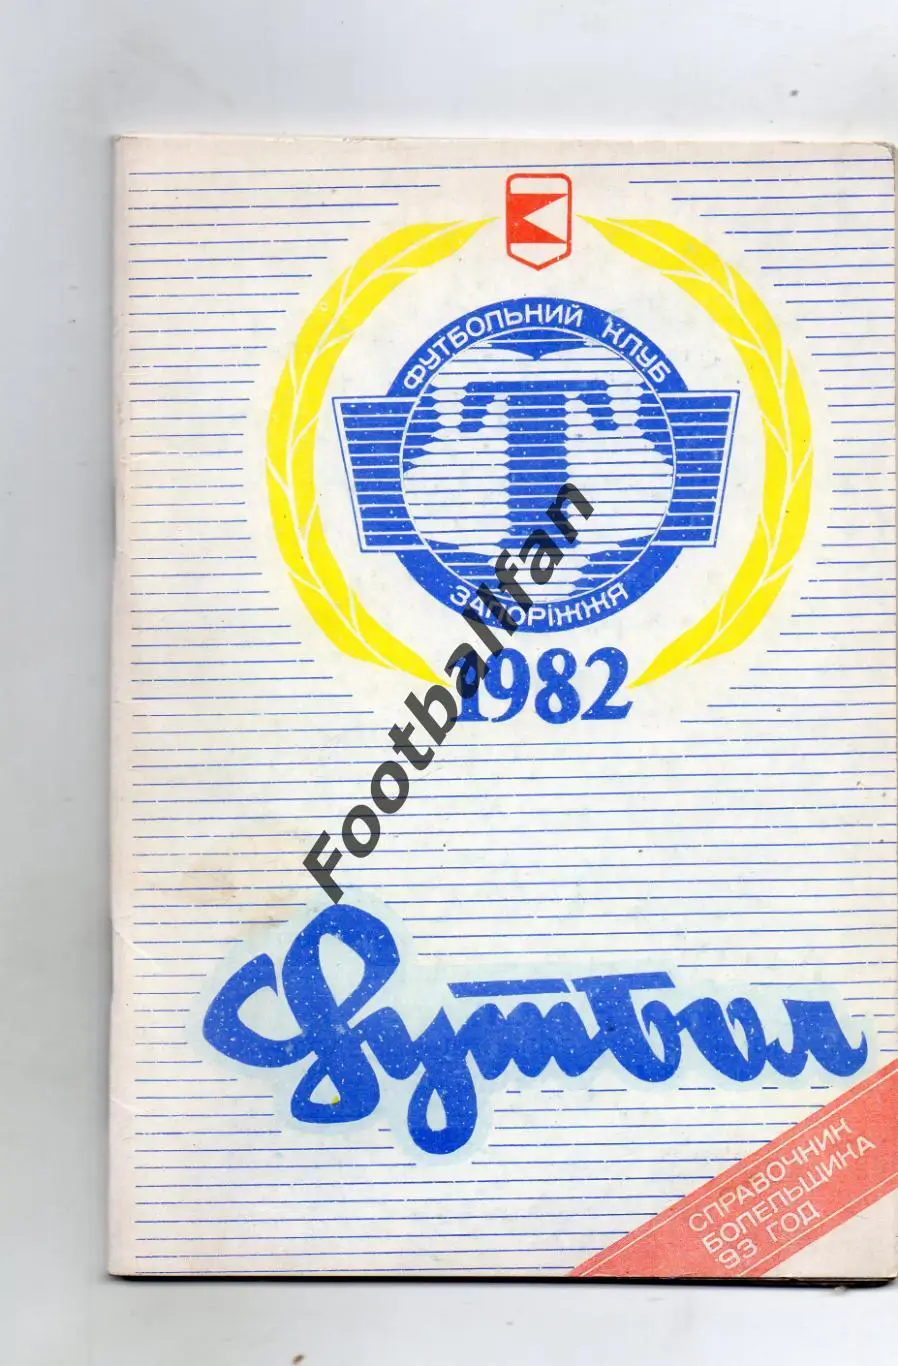 ФУТБОЛЬНИЙ КЛУБ
Т
ЗАПОРІЖЖЯ
1982
Footballfan
Футбол
СПРАВОЧНИК
БОЛЕЛЬЩИКА
93 ГОД